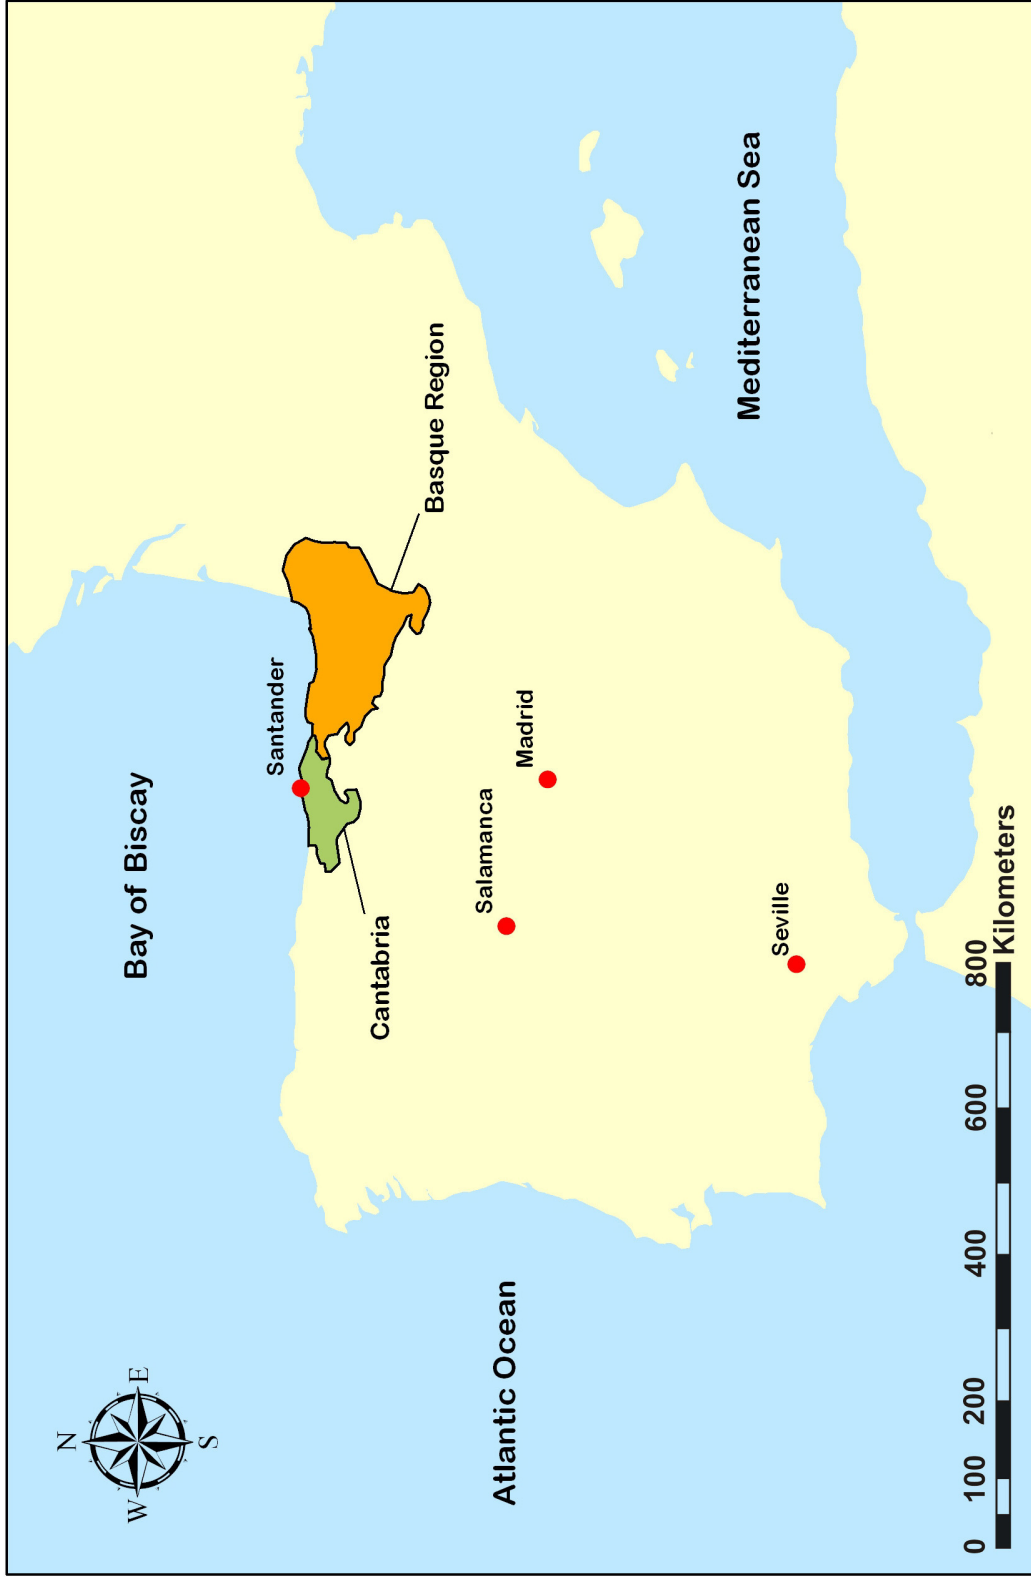 N
W
E
S
Bay of Biscay
Santander
Cantabria
Basque Region
Salamanca
Madrid
Atlantic Ocean
Mediterranean Sea
Seville
0 100 200 400 600 800
Kilometers